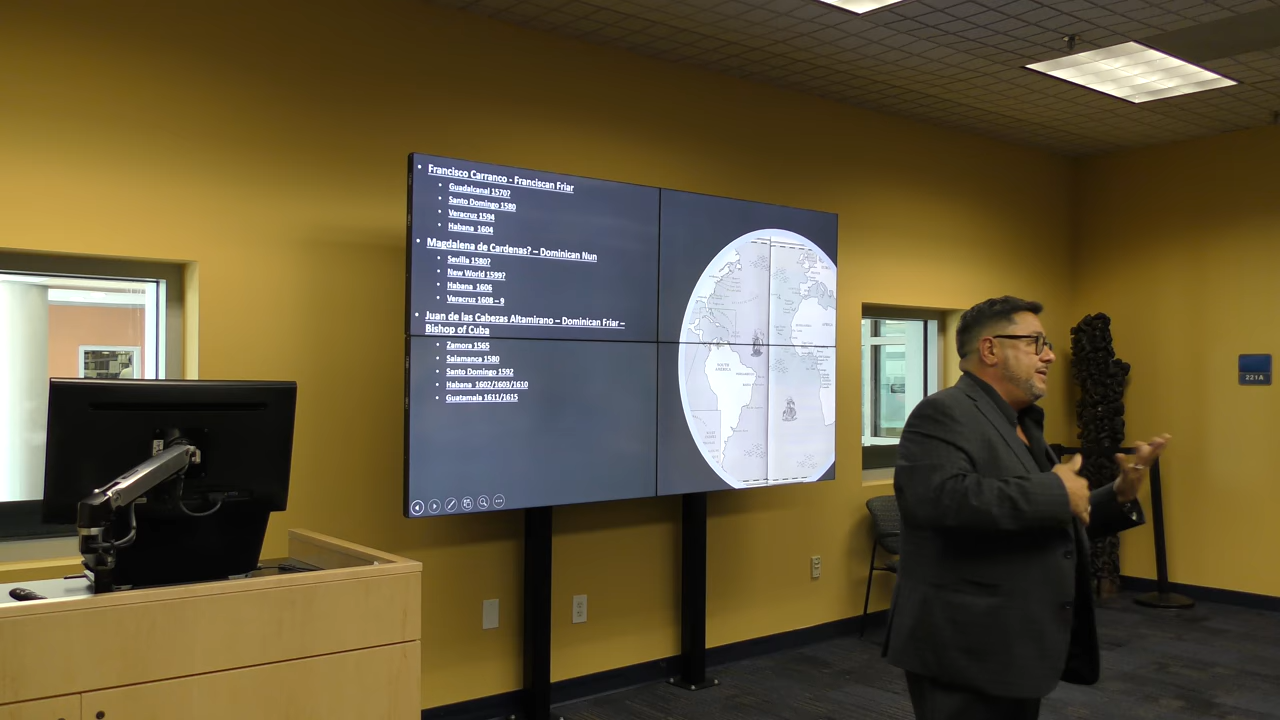 • Francisco Carranco - Franciscan Friar
• Guadalcanal 1570?
• Santo Domingo 1580
• Veracruz 1594
• Habana 1604
• Magdalena de Cardenas? – Dominican Nun
• Sevilla 1580?
• New World 1599?
• Habana 1606
• Veracruz 1608 – 9
• Juan de las Cabezas Altamirano – Dominican Friar –
Bishop of Cuba
• Zamora 1565
• Salamanca 1580
• Santo Domingo 1592
• Habana 1602/1603/1610
• Guatamala 1611/1615
SOUTH
AMERICA
221A